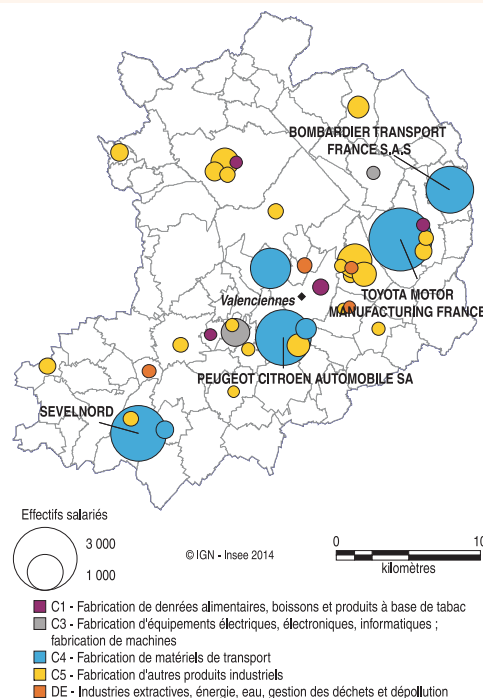 BOMBARDIER TRANSPORT
FRANCE S.A.S
Valenciennes
TOYOTA MOTOR
MANUFACTURING FRANCE
PEUGEOT CITROEN AUTOMOBILE SA
SEVELNORD
Effectifs salariés
3 000
1 000
© IGN - Insee 2014
0
10
kilomètres
C1 - Fabrication de denrées alimentaires, boissons et produits à base de tabac
C3 - Fabrication d'équipements électriques, électroniques, informatiques ;
fabrication de machines
C4 - Fabrication de matériels de transport
C5 - Fabrication d'autres produits industriels
DE - Industries extractives, énergie, eau, gestion des déchets et dépollution